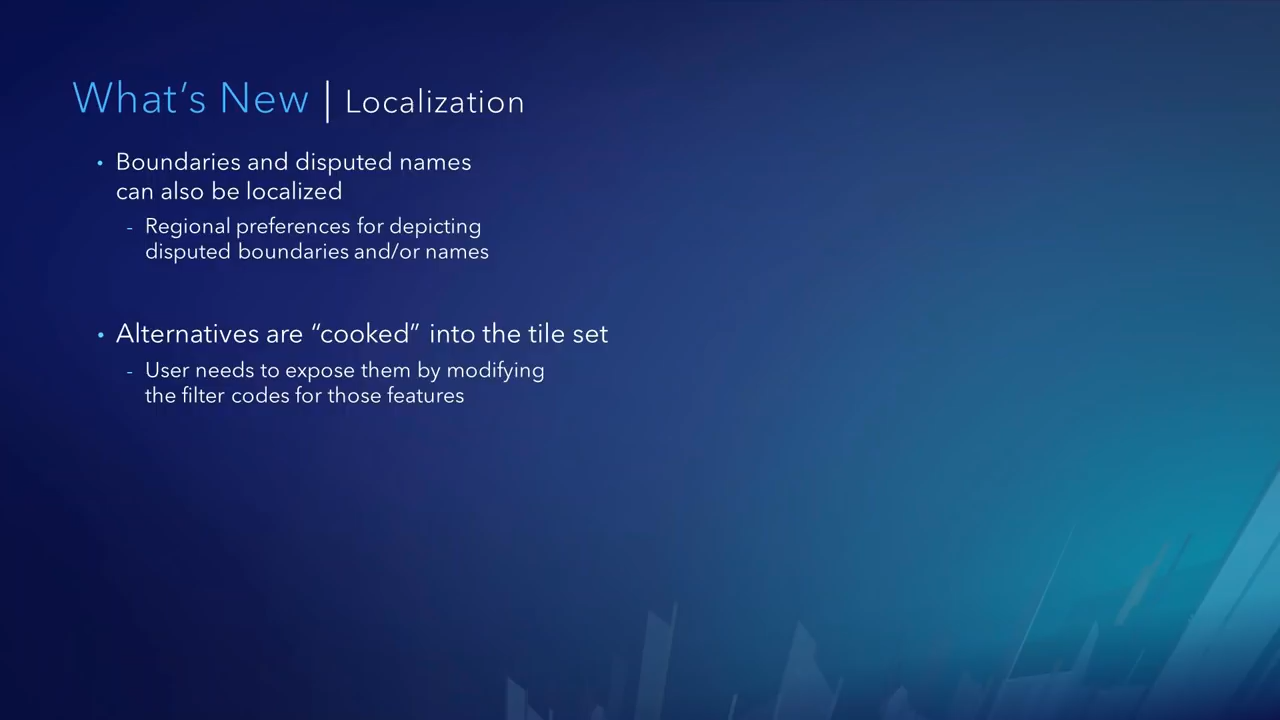 What's New | Localization
• Boundaries and disputed names
can also be localized
- Regional preferences for depicting
disputed boundaries and/or names
• Alternatives are “cooked” into the tile set
- User needs to expose them by modifying
the filter codes for those features